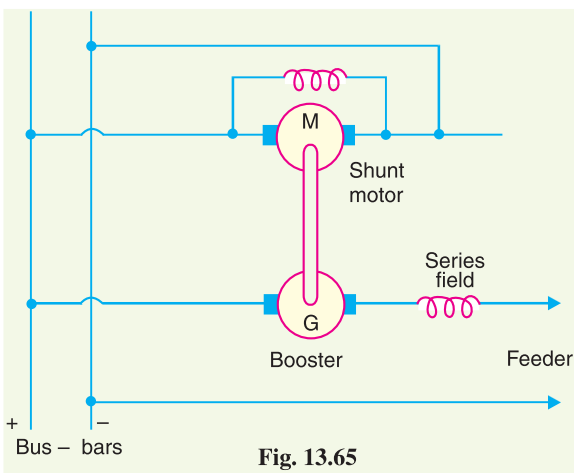 M
Shunt
motor
Series
field
G
Booster
Feeder
+ –
Bus – bars
Fig. 13.65